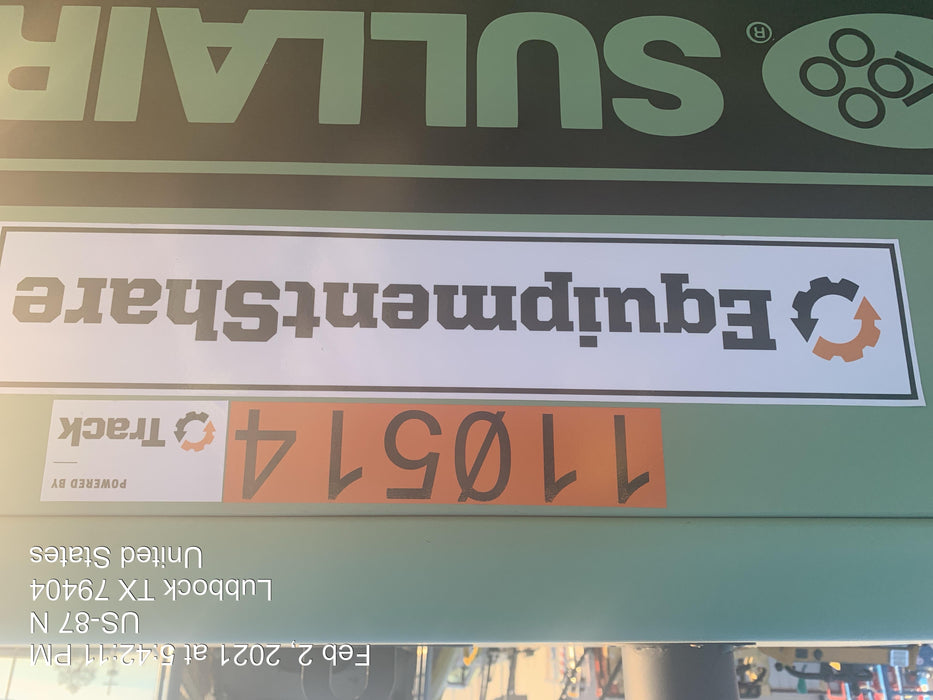 Feb 2, 2021 at 5:42:11 PM
US-87 N
Lubbock TX 79404
United States
110514
POWERED BY
Track
EquipmentShare
® SULLAIR